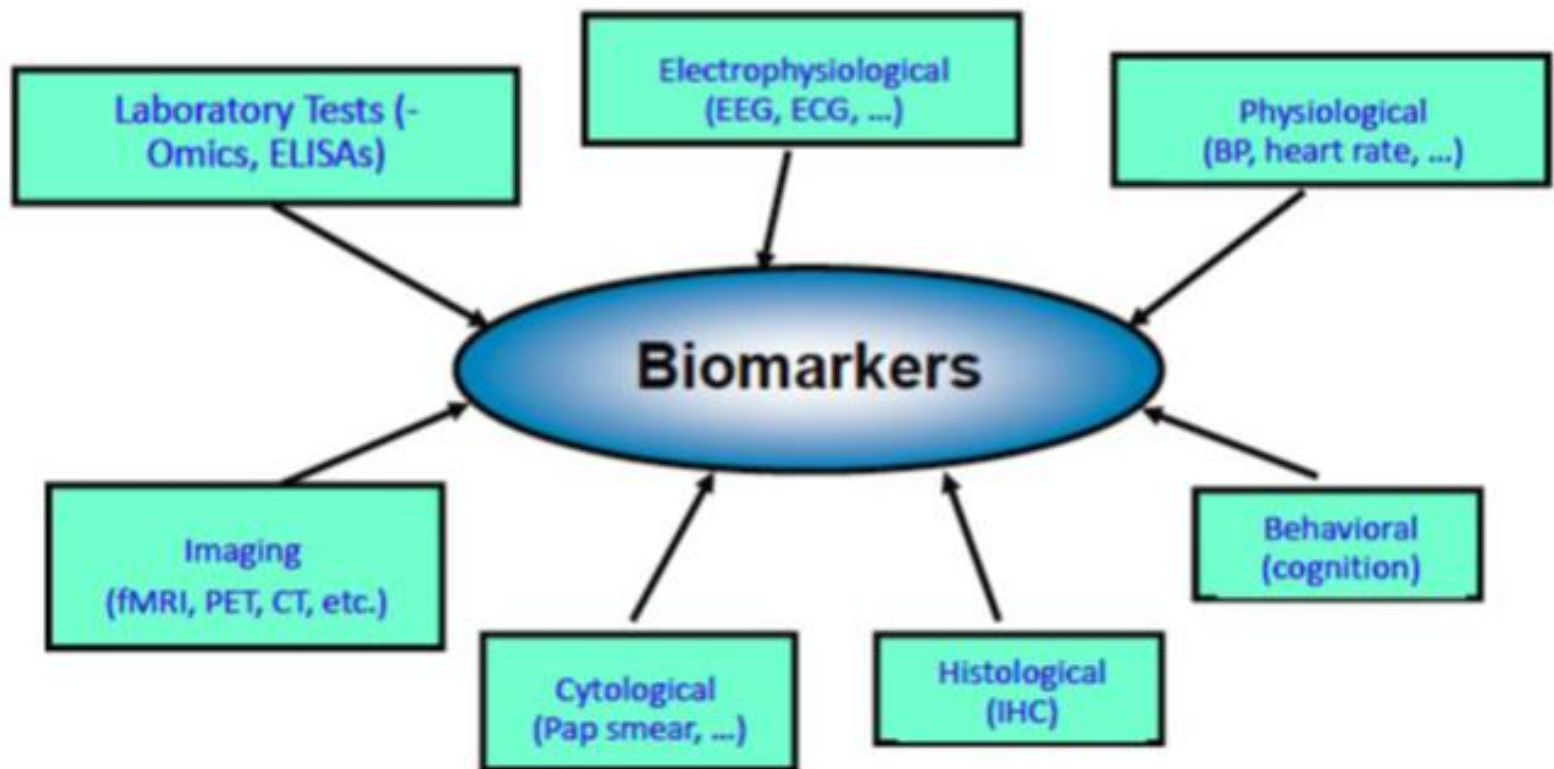 Electrophysiological
(EEG, ECG, ...)
Laboratory Tests (-
Omics, ELISAs)
Physiological
(BP, heart rate, ...)
Biomarkers
Imaging
(fMRI, PET, CT, etc.)
Behavioral
(cognition)
Cytological
(Pap smear, ...)
Histological
(IHC)